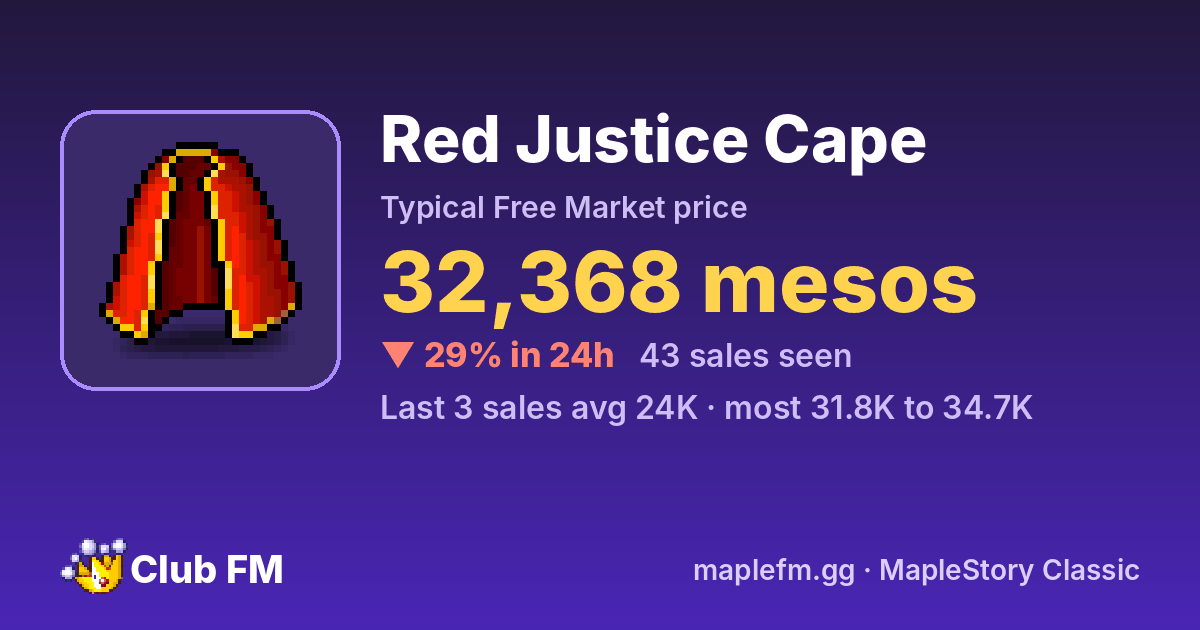 Red Justice Cape
Typical Free Market price
32,368 mesos
▼ 29% in 24h 43 sales seen
Last 3 sales avg 24K · most 31.8K to 34.7K
Club FM
maplefm.gg · MapleStory Classic